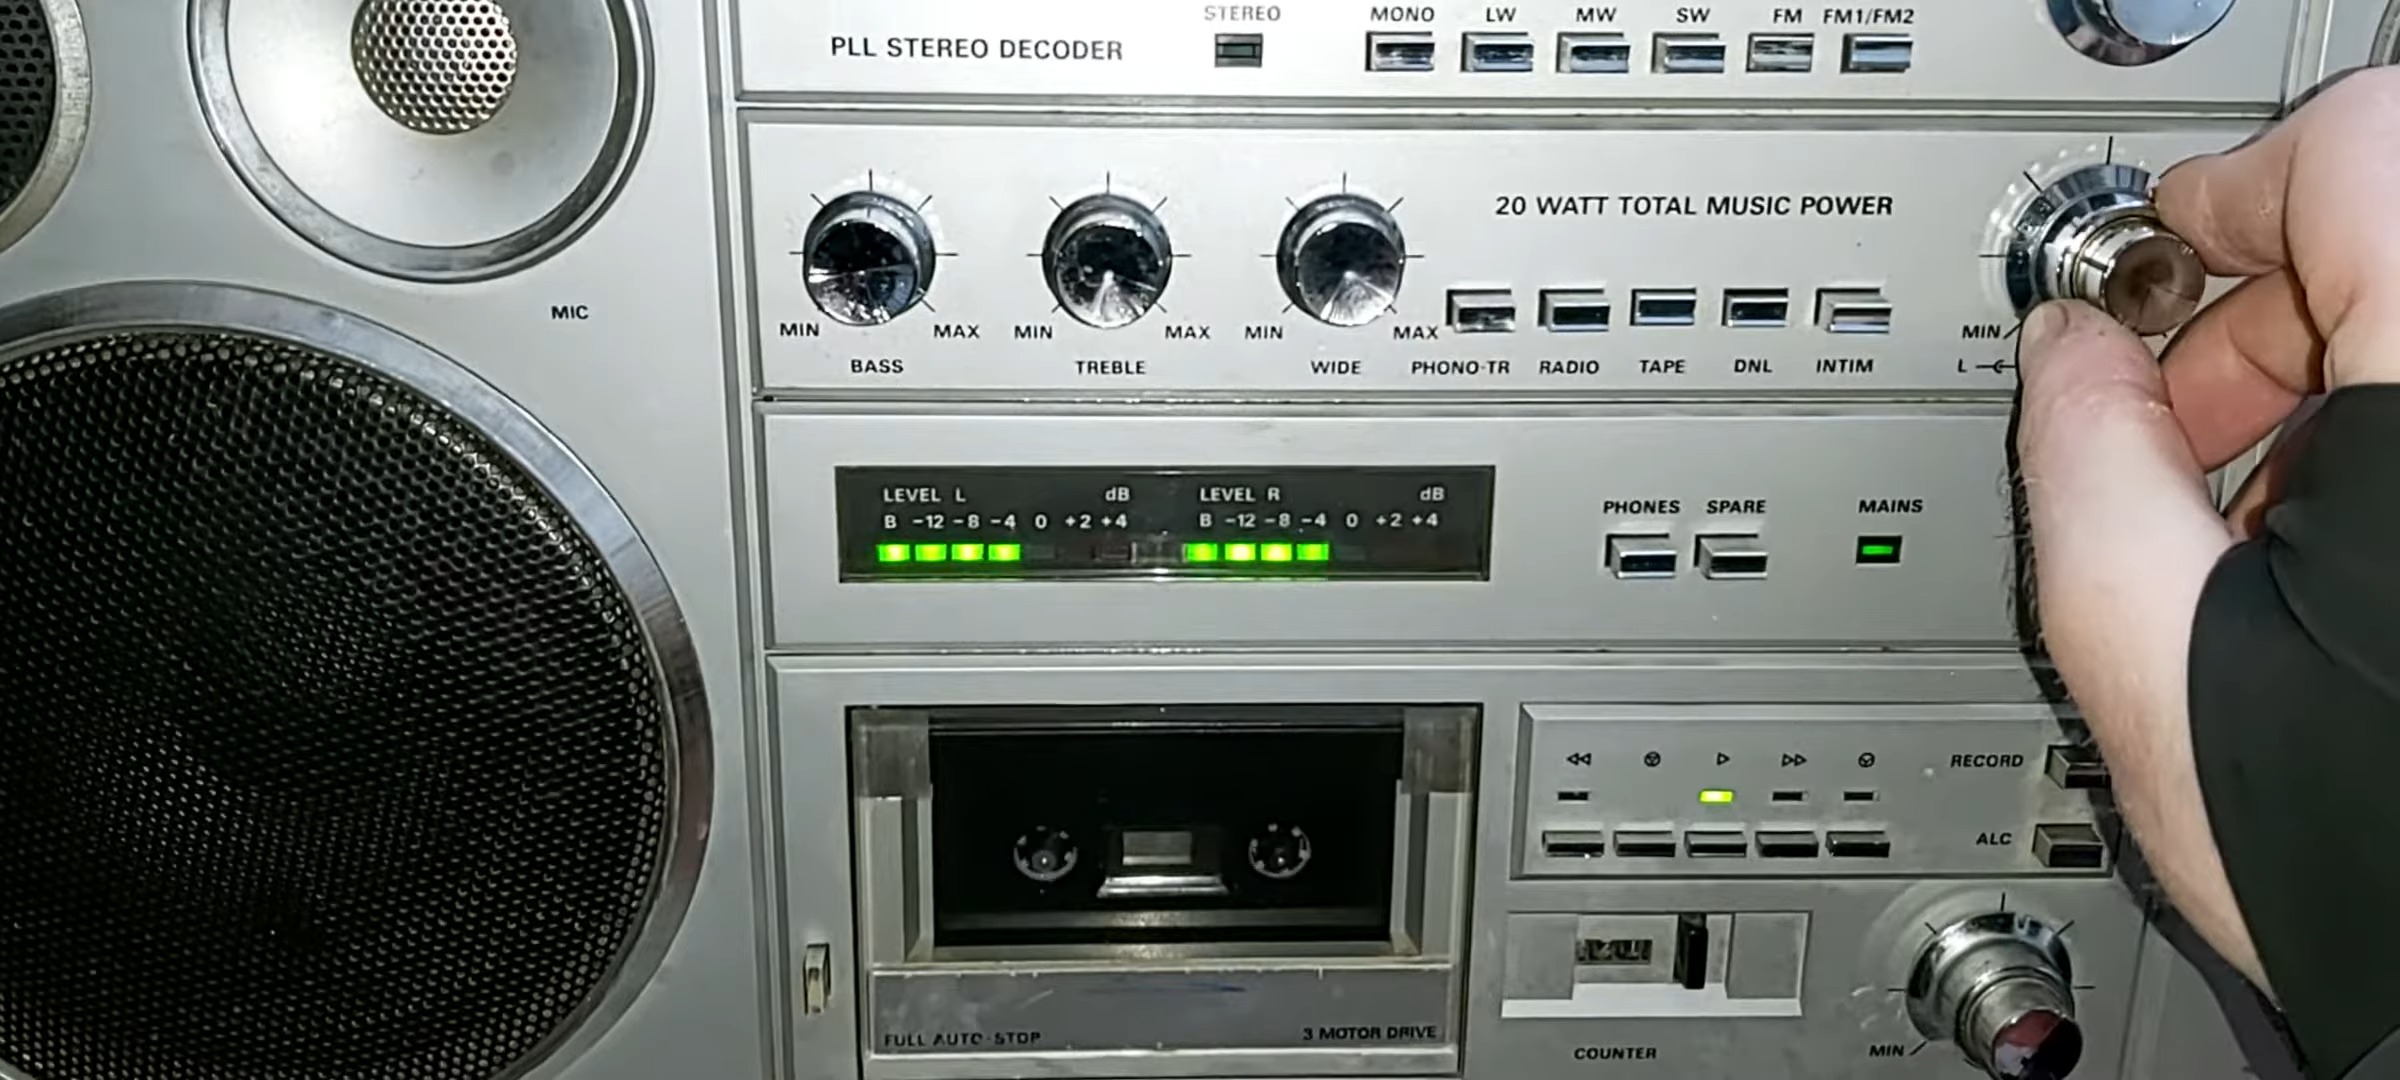 STEREO MONO LW MW SW FM FM1/FM2
PLL STEREO DECODER
20 WATT TOTAL MUSIC POWER
MIC
MIN MAX MIN MAX MIN MAX MIN
BASS TREBLE WIDE PHONO-TR RADIO TAPE DNL INTIM L
LEVEL L dB LEVEL R dB
B -12 -8 -4 0 +2 +4 B -12 -8 -4 0 +2 +4
PHONES SPARE MAINS
RECORD
ALC
FULL AUTO-STOP 3 MOTOR DRIVE
COUNTER
MIN